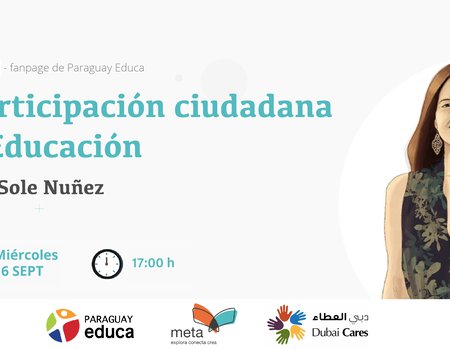 - fanpage de Paraguay Educa
rticipación ciudadana
Educación
Sole Nuñez
Miércoles
6 SEPT
17:00 h
PARAGUAY
educa
meta
explora conecta crea
دبي العطاء
Dubai Cares